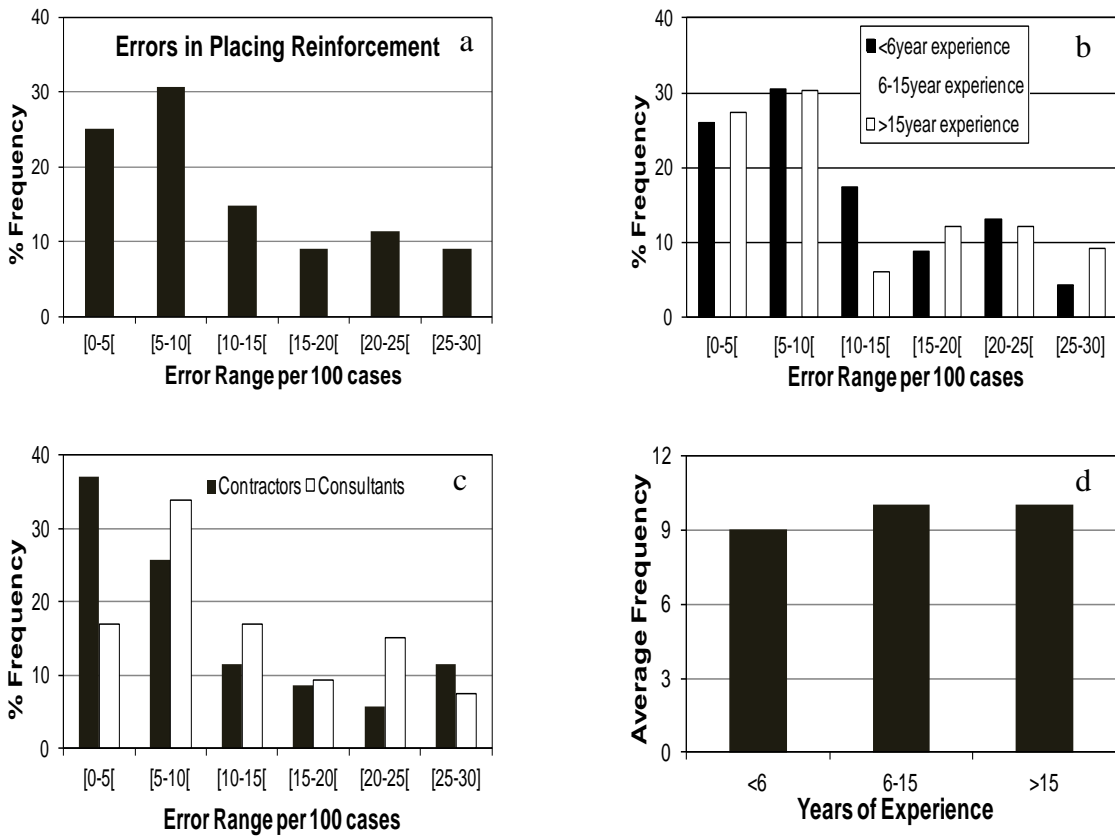 40
30
20
10
0
% Frequency
Errors in Placing Reinforcement
a
[0-5[ [5-10[ [10-15[ [15-20[ [20-25[ [25-30]
Error Range per 100 cases
40
30
20
10
0
% Frequency
b
<6year experience
6-15year experience
>15year experience
[0-5[ [5-10[ [10-15[ [15-20[ [20-25[ [25-30]
Error Range per 100 cases
40
30
20
10
0
% Frequency
Contractors Consultants
c
[0-5[ [5-10[ [10-15[ [15-20[ [20-25[ [25-30]
Error Range per 100 cases
12
9
6
3
0
Average Frequency
d
<6 6-15 >15
Years of Experience